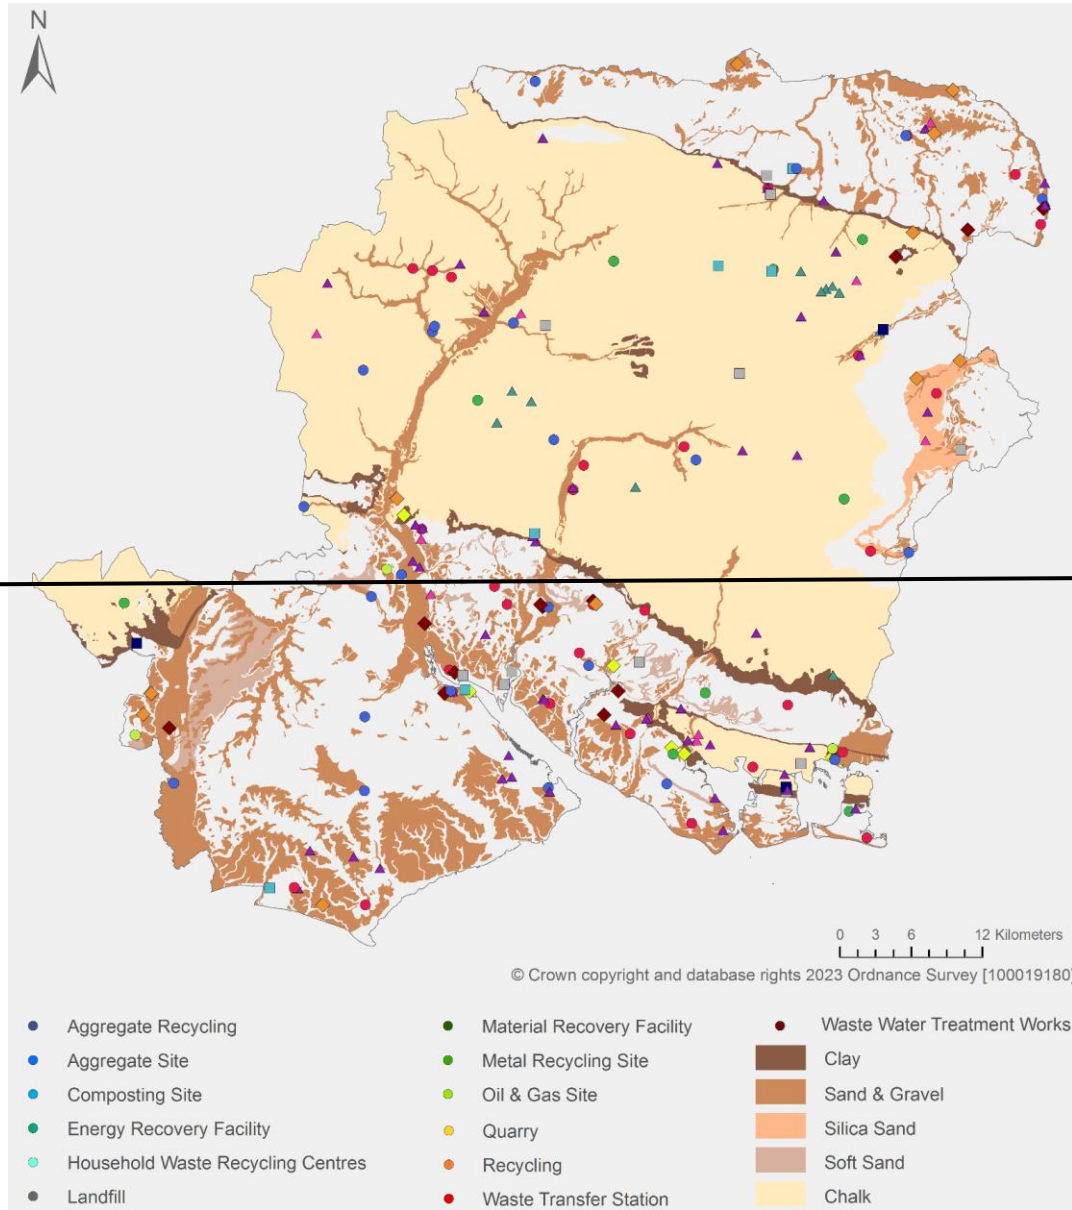 N
0 3 6 12 Kilometers
© Crown copyright and database rights 2023 Ordnance Survey [100019180]
Aggregate Recycling
Aggregate Site
Composting Site
Energy Recovery Facility
Household Waste Recycling Centres
Landfill
Material Recovery Facility
Metal Recycling Site
Oil & Gas Site
Quarry
Recycling
Waste Transfer Station
Waste Water Treatment Works
Clay
Sand & Gravel
Silica Sand
Soft Sand
Chalk